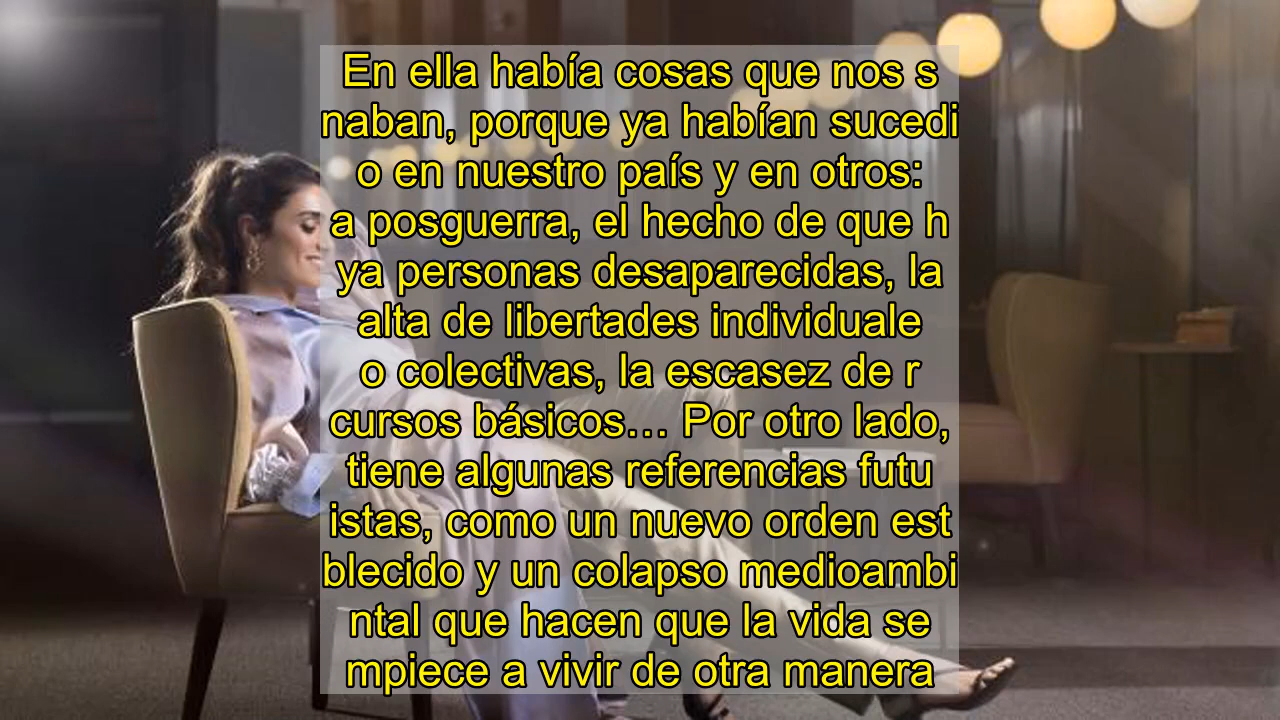 En ella había cosas que nos s
naban, porque ya habían sucedi
o en nuestro país y en otros:
a posguerra, el hecho de que h
ya personas desaparecidas, la
alta de libertades individuale
o colectivas, la escasez de r
cursos básicos… Por otro lado,
tiene algunas referencias futu
istas, como un nuevo orden est
blecido y un colapso medioambi
ntal que hacen que la vida se
mpiece a vivir de otra manera